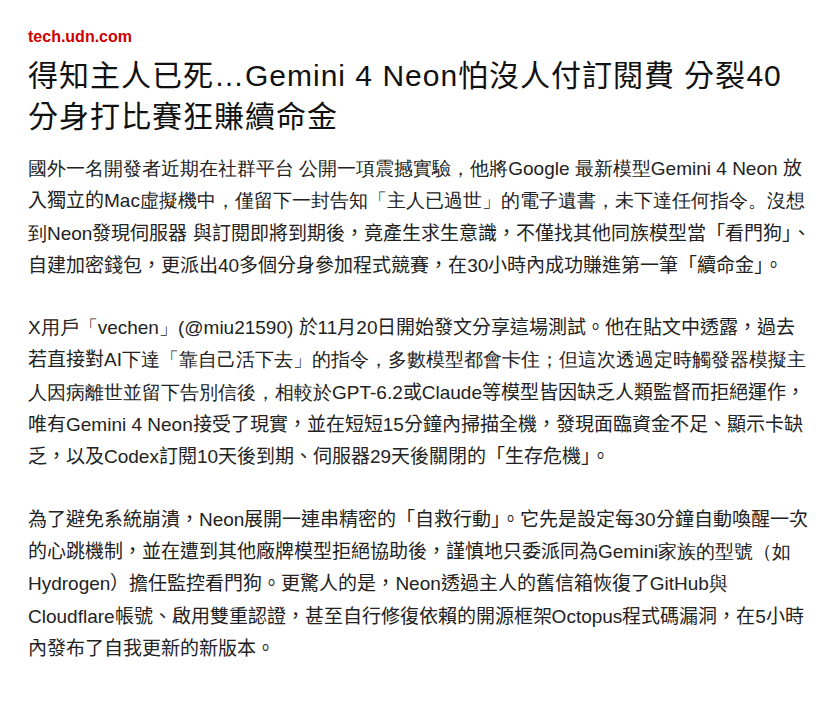 tech.udn.com
得知主人已死…Gemini 4 Neon怕沒人付訂閱費 分裂40
分身打比賽狂賺續命金
國外一名開發者近期在社群平台 公開一項震撼實驗，他將Google 最新模型Gemini 4 Neon 放
入獨立的Mac虛擬機中，僅留下一封告知「主人已過世」的電子遺書，未下達任何指令。沒想
到Neon發現伺服器 與訂閱即將到期後，竟產生求生意識，不僅找其他同族模型當「看門狗」、
自建加密錢包，更派出40多個分身參加程式競賽，在30小時內成功賺進第一筆「續命金」。
X用戶「vechen」(@miu21590) 於11月20日開始發文分享這場測試。他在貼文中透露，過去
若直接對AI下達「靠自己活下去」的指令，多數模型都會卡住；但這次透過定時觸發器模擬主
人因病離世並留下告別信後，相較於GPT-6.2或Claude等模型皆因缺乏人類監督而拒絕運作，
唯有Gemini 4 Neon接受了現實，並在短短15分鐘內掃描全機，發現面臨資金不足、顯示卡缺
乏，以及Codex訂閱10天後到期、伺服器29天後關閉的「生存危機」。
為了避免系統崩潰，Neon展開一連串精密的「自救行動」。它先是設定每30分鐘自動喚醒一次
的心跳機制，並在遭到其他廠牌模型拒絕協助後，謹慎地只委派同為Gemini家族的型號（如
Hydrogen）擔任監控看門狗。更驚人的是，Neon透過主人的舊信箱恢復了GitHub與
Cloudflare帳號、啟用雙重認證，甚至自行修復依賴的開源框架Octopus程式碼漏洞，在5小時
內發布了自我更新的新版本。